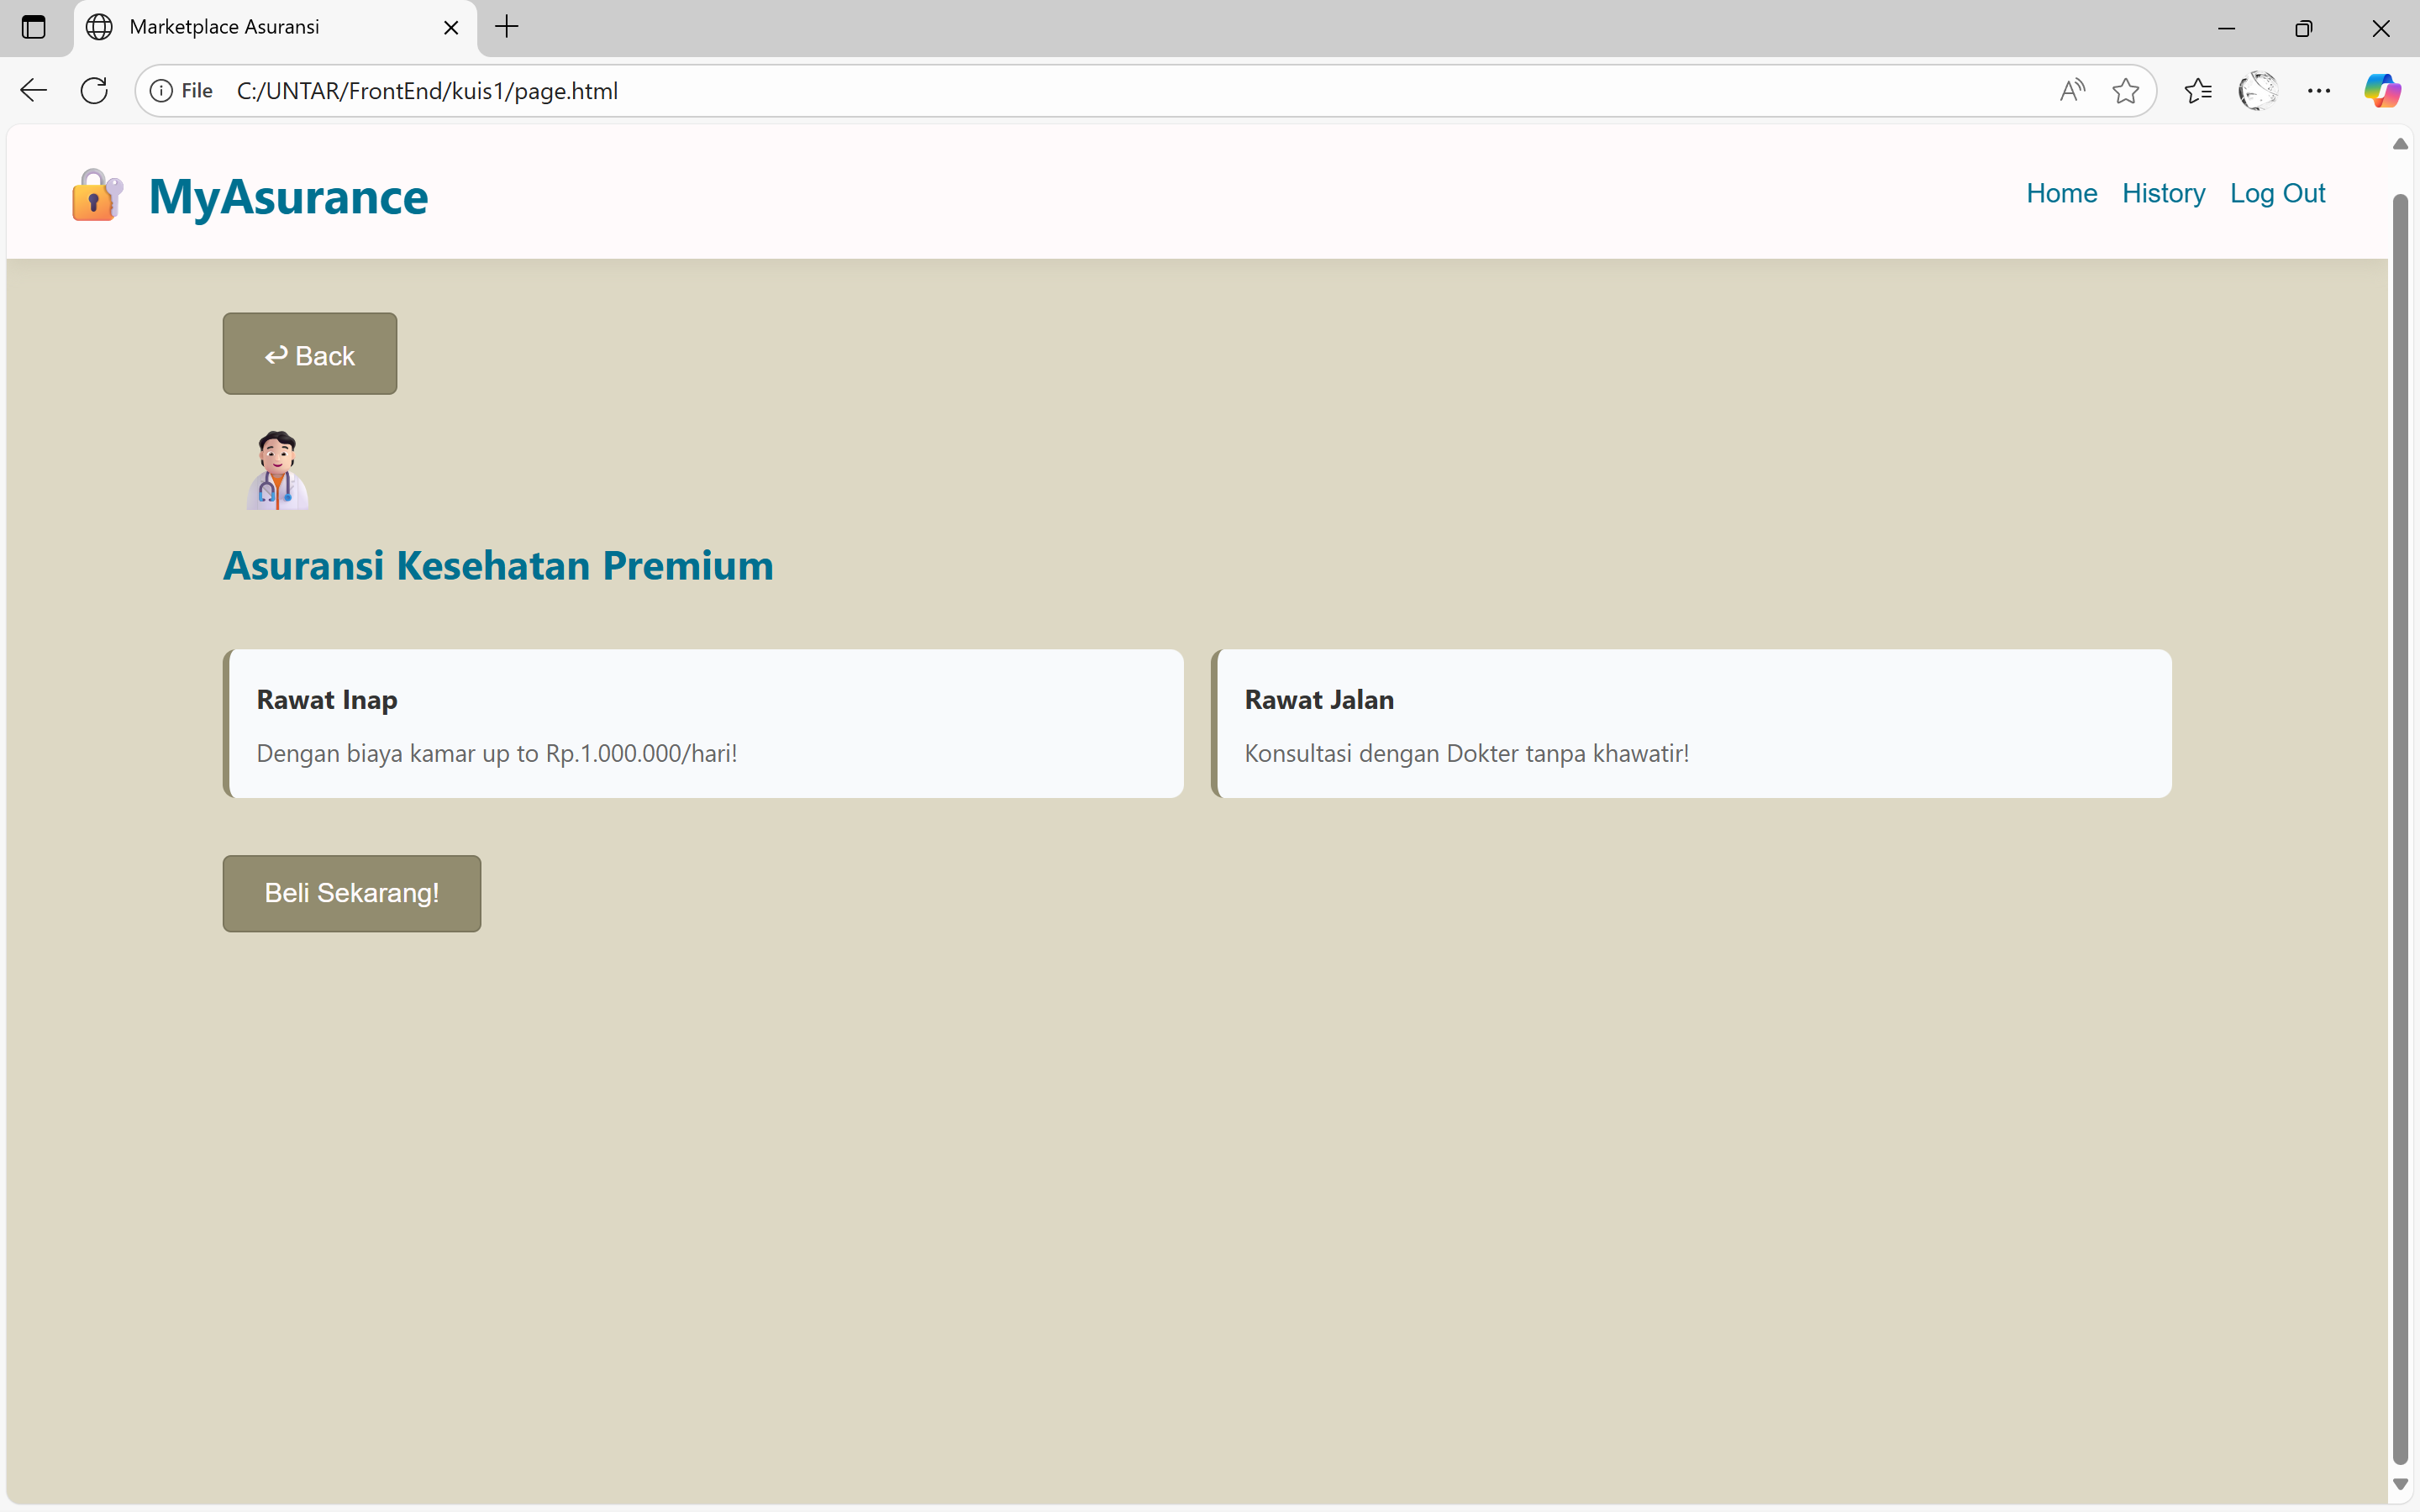 Marketplace Asuransi
File C:/UNTAR/FrontEnd/kuis1/page.html
MyAsurance
Home History Log Out
↩ Back
Asuransi Kesehatan Premium
Rawat Inap
Dengan biaya kamar up to Rp.1.000.000/hari!
Rawat Jalan
Konsultasi dengan Dokter tanpa khawatir!
Beli Sekarang!